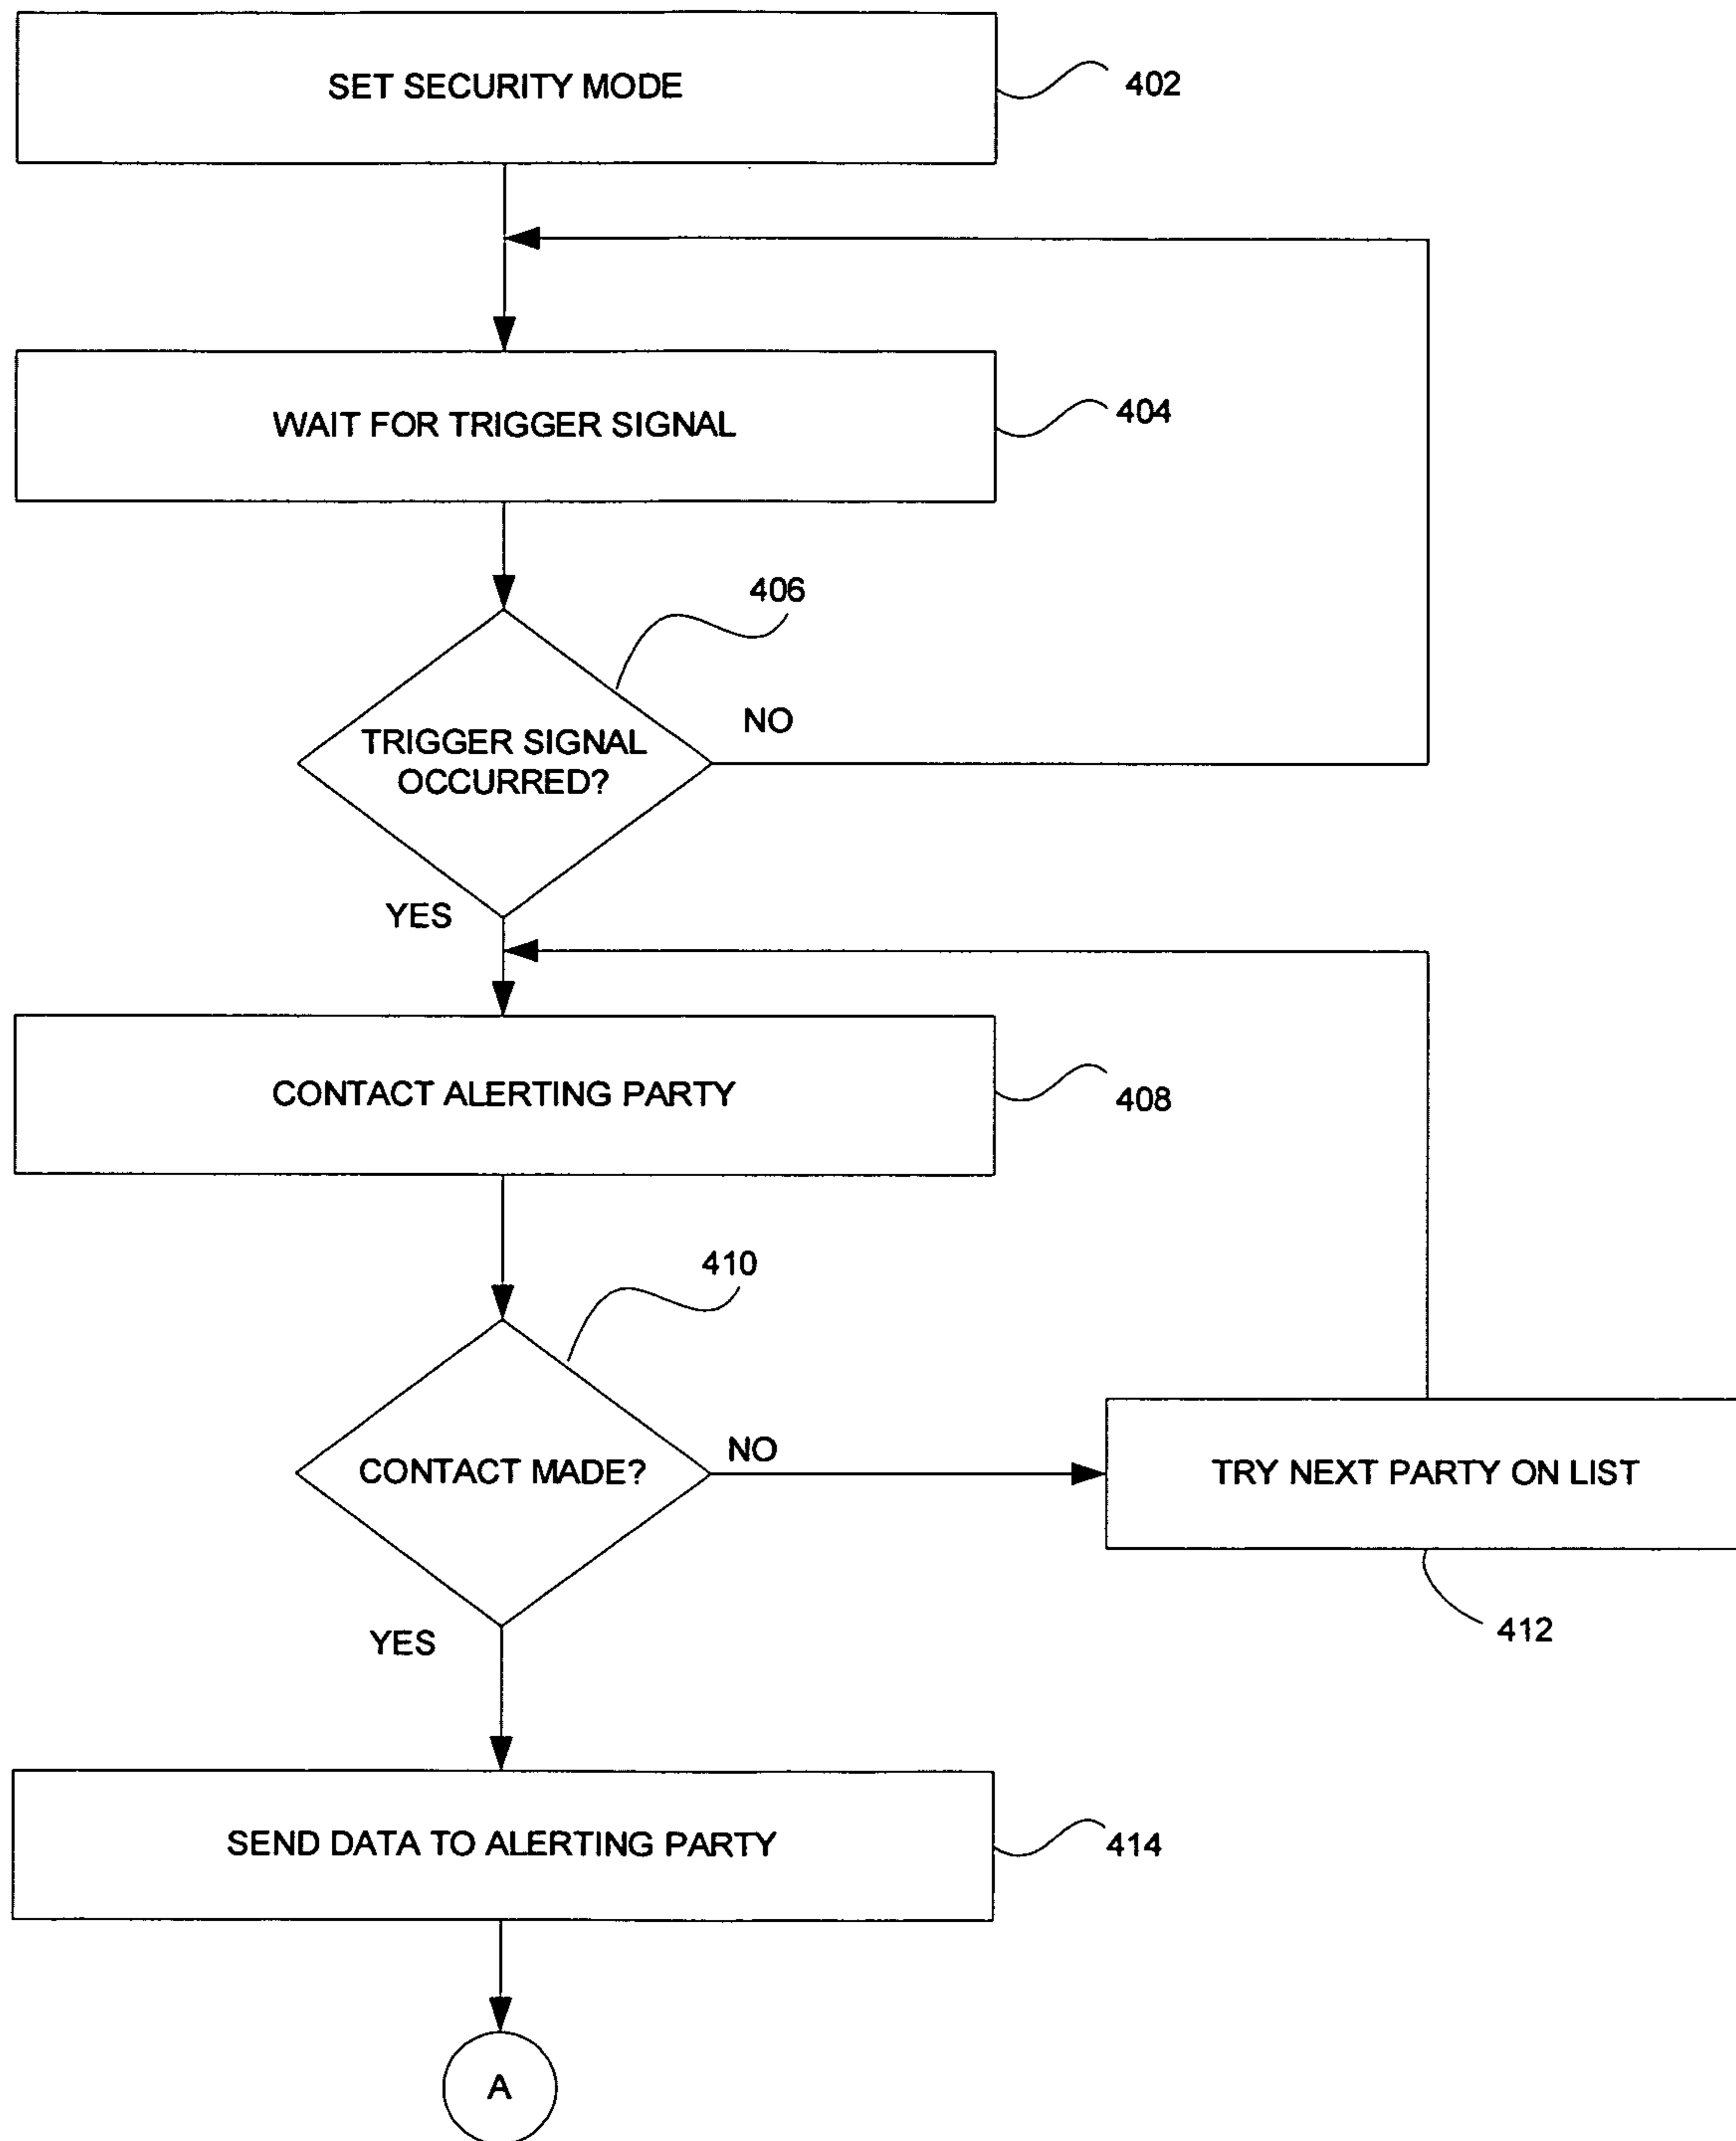 SET SECURITY MODE
402
WAIT FOR TRIGGER SIGNAL
404
406
TRIGGER SIGNAL
OCCURRED?
NO
YES
CONTACT ALERTING PARTY
408
410
CONTACT MADE?
NO
TRY NEXT PARTY ON LIST
412
YES
SEND DATA TO ALERTING PARTY
414
A